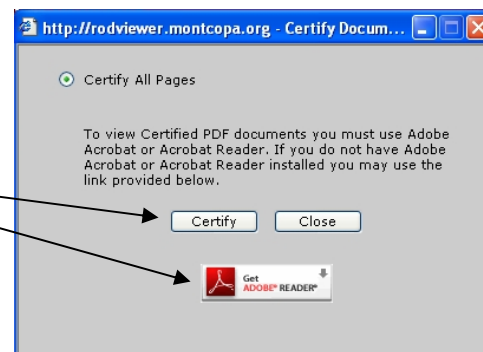 http://rodviewer.montcopa.org - Certify Docum...
Certify All Pages
To view Certified PDF documents you must use Adobe
Acrobat or Acrobat Reader. If you do not have Adobe
Acrobat or Acrobat Reader installed you may use the
link provided below.
Certify Close
Get
ADOBE® READER®